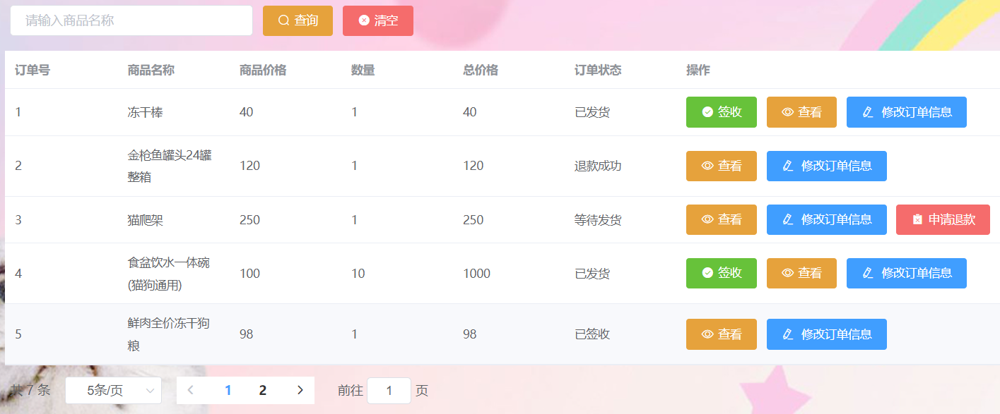 请输入商品名称 查询 清空
订单号 商品名称 商品价格 数量 总价格 订单状态 操作
1 冻干棒 40 1 40 已发货 签收 查看 修改订单信息
金枪鱼罐头24罐
2 120 1 120 退款成功 查看 修改订单信息
整箱
3 猫爬架 250 1 250 等待发货 查看 修改订单信息 申请退款
食盆饮水一体碗
4 100 10 1000 已发货 签收 查看 修改订单信息
(猫狗通用)
鲜肉全价冻干狗
5 98 1 98 已签收 查看 修改订单信息
粮
共 7 条 5条/页 1 2 前往 1 页